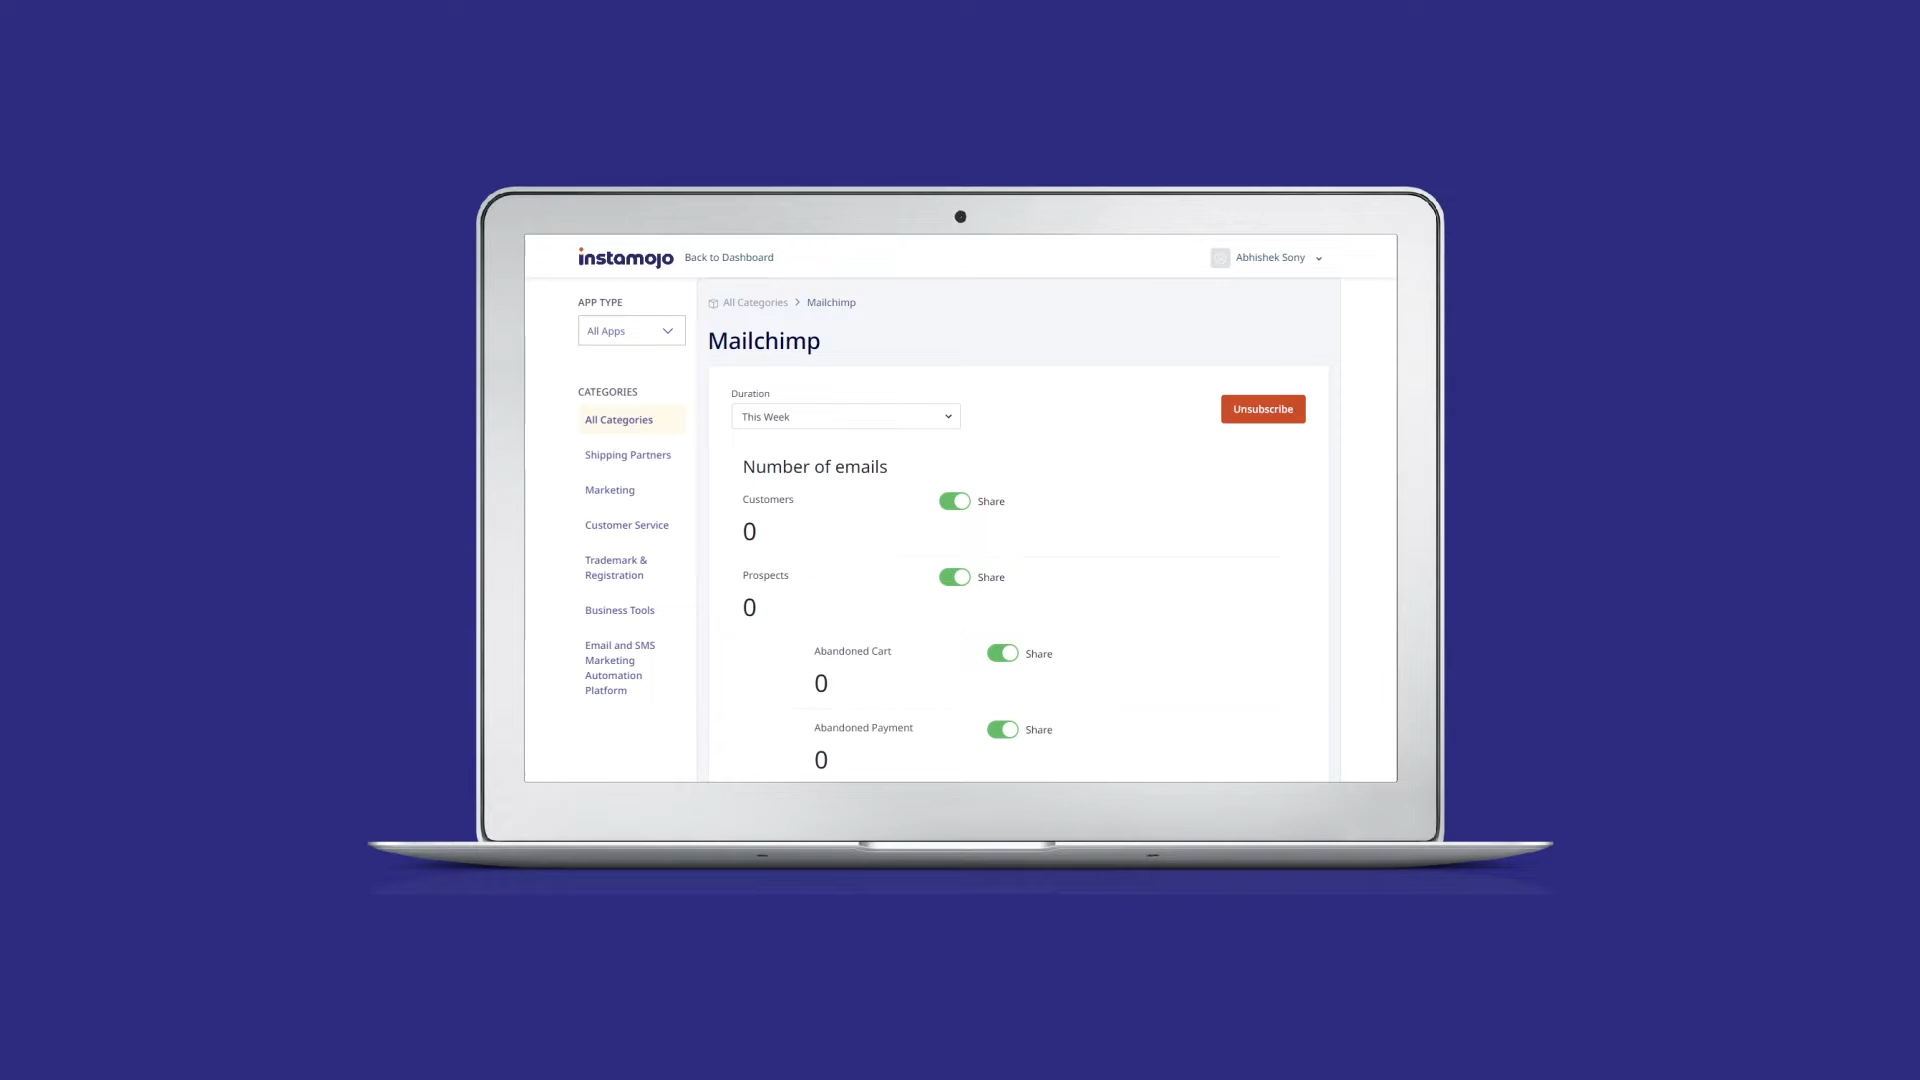 instamojo Back to Dashboard Abhishek Sony
APP TYPE
All Apps
CATEGORIES
All Categories
Shipping Partners
Marketing
Customer Service
Trademark &
Registration
Business Tools
Email and SMS
Marketing
Automation
Platform
All Categories > Mailchimp
Mailchimp
Duration
This Week
Unsubscribe
Number of emails
Customers
Share
0
Prospects
Share
0
Abandoned Cart
Share
0
Abandoned Payment
Share
0